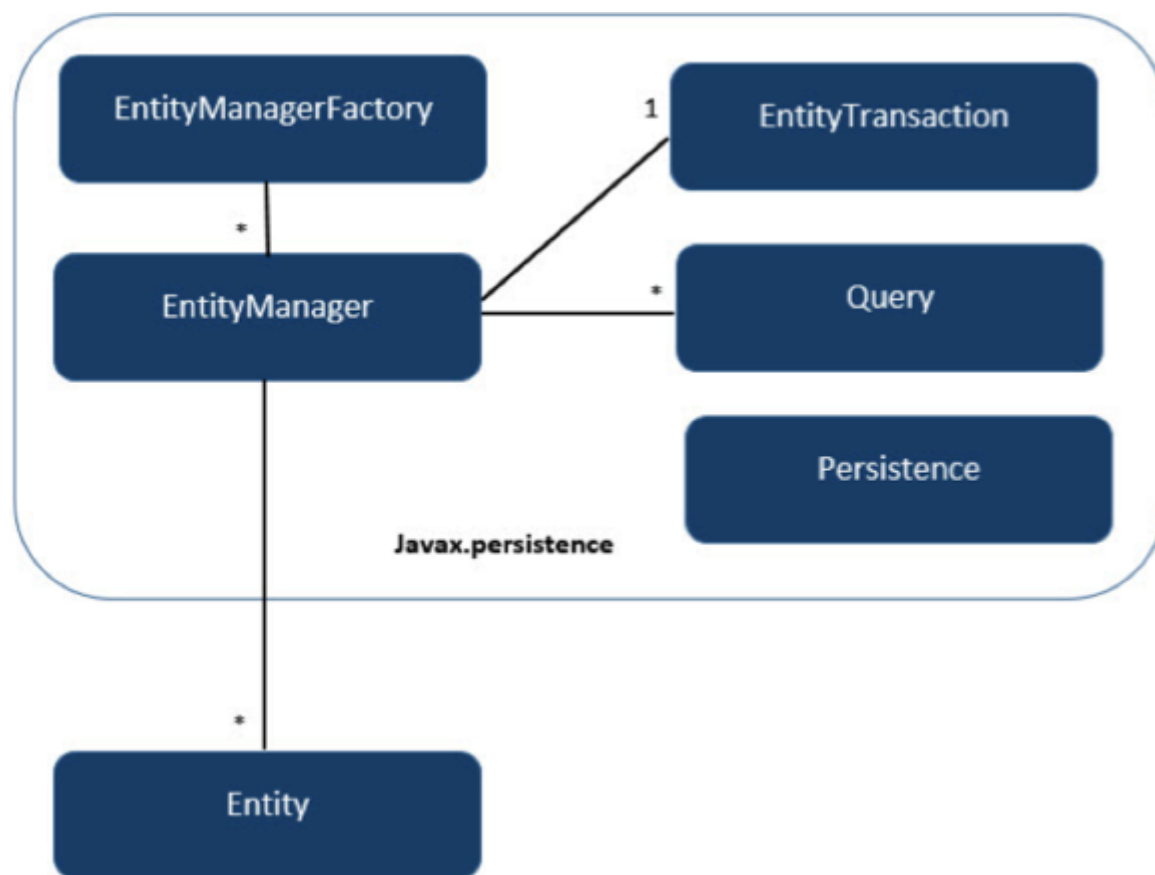 EntityManagerFactory
1
EntityTransaction
*
EntityManager
*
Query
Persistence
Javax.persistence
*
Entity